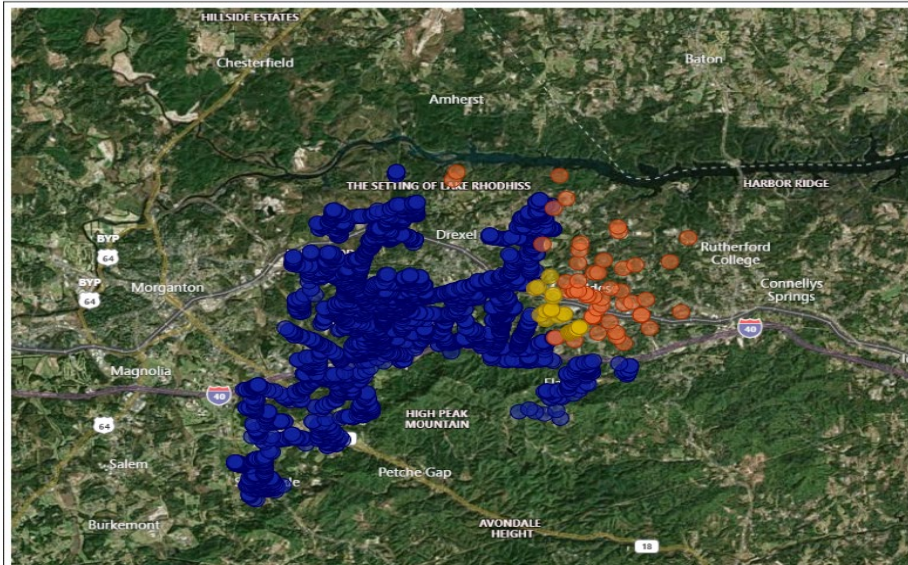 HILLSIDE ESTATES
Chesterfield
Baton
Amherst
THE SETTING OF LAKE RHODHISS
HARBOR RIDGE
BYP
64
Drexel
Rutherford
College
BYP
64
Morganton
Connellys
Springs
40
Magnolia
40
64
HIGH PEAK
MOUNTAIN
Salem
Petche Gap
Burkemont
AVONDALE
HEIGHT
18